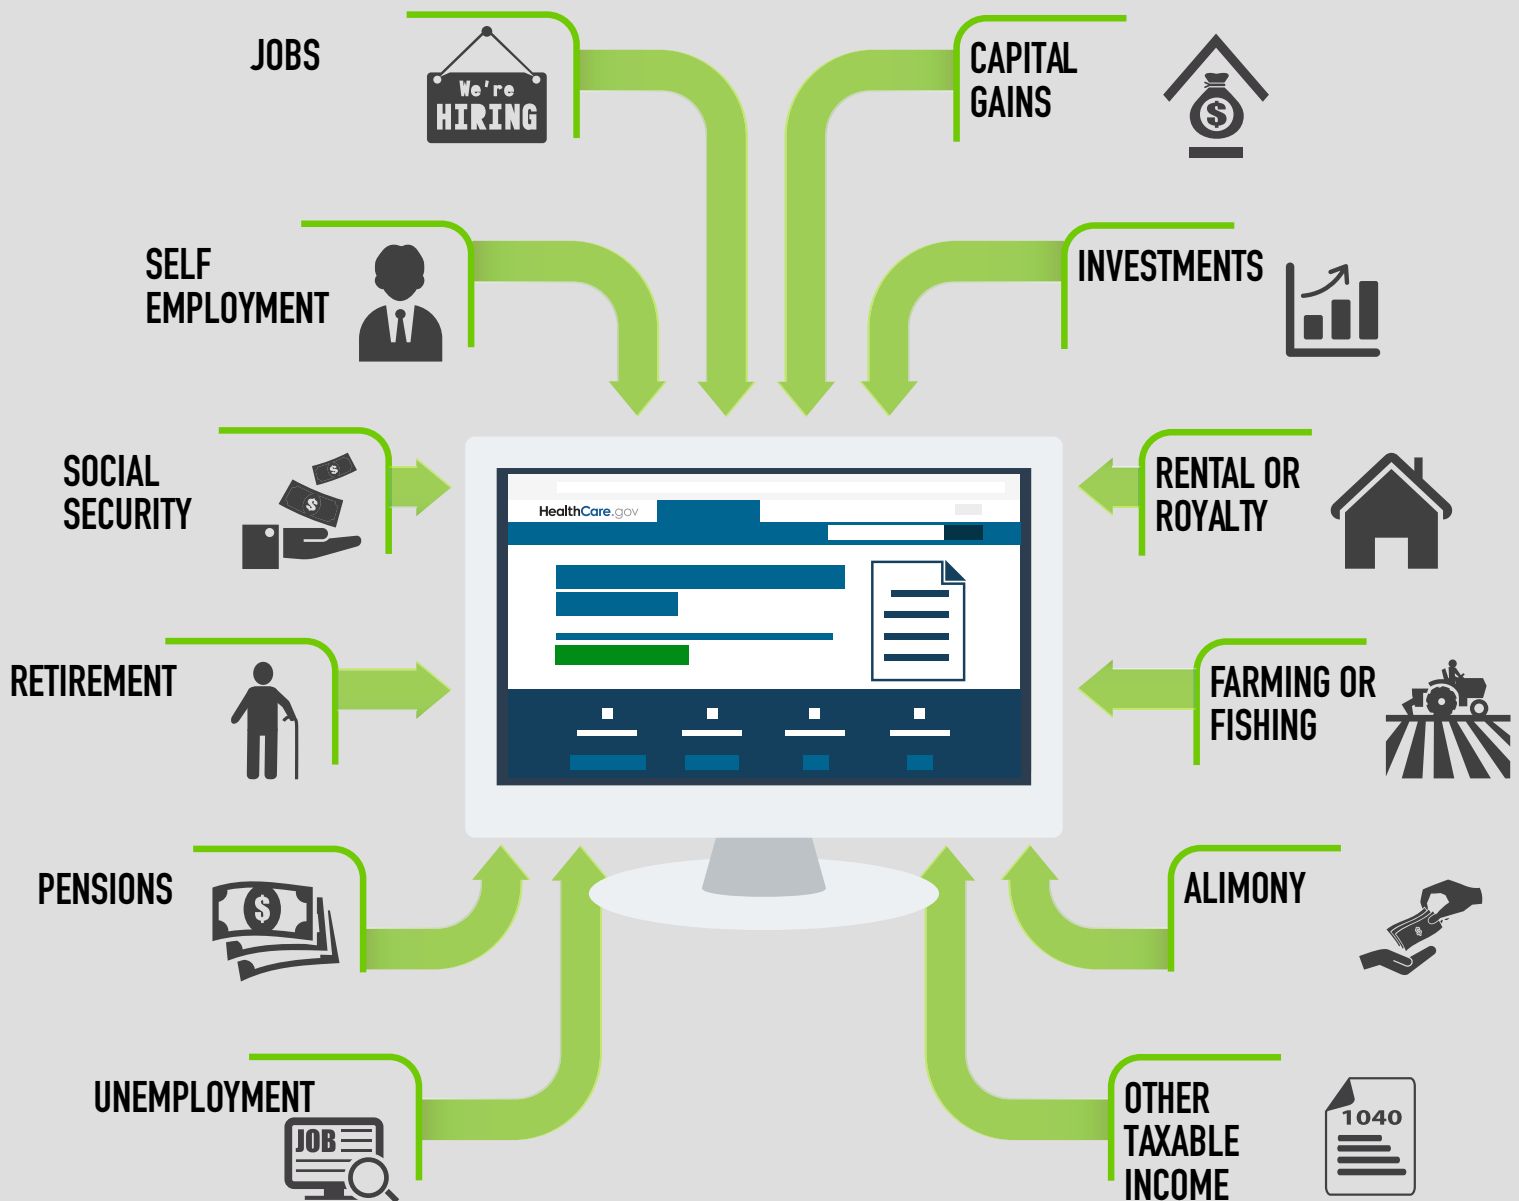 JOBS
We're
HIRING
CAPITAL
GAINS
$
SELF
EMPLOYMENT
INVESTMENTS
SOCIAL
SECURITY
$
$
HealthCare.gov
RENTAL OR
ROYALTY
RETIREMENT
FARMING OR
FISHING
PENSIONS
$
ALIMONY
$
UNEMPLOYMENT
JOB
OTHER
TAXABLE
INCOME
1040